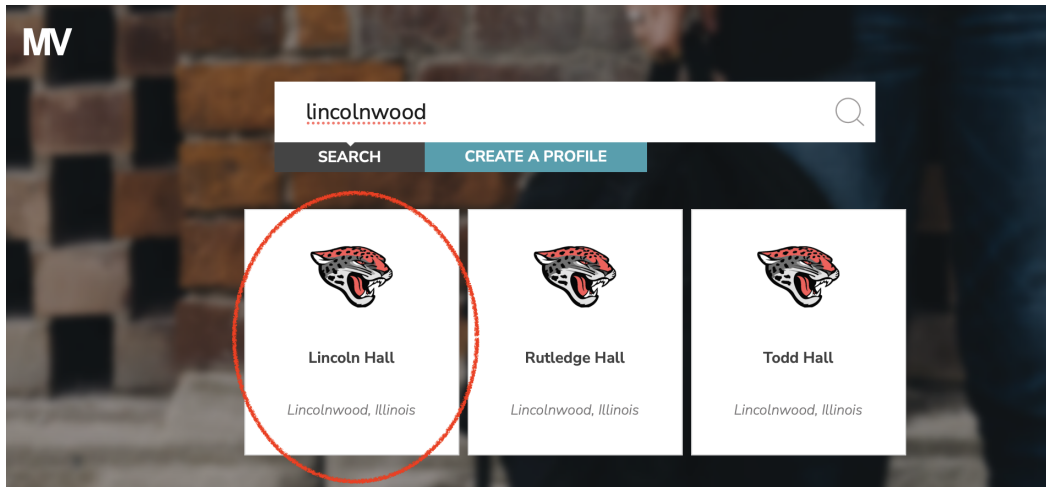 MV
lincolnwood
SEARCH
CREATE A PROFILE
Lincoln Hall
Lincolnwood, Illinois
Rutledge Hall
Lincolnwood, Illinois
Todd Hall
Lincolnwood, Illinois